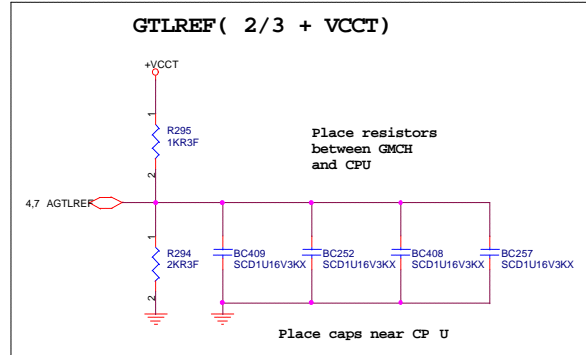 GTLREF( 2/3 + VCCT)
+VCCT
1
R295
1KR3F
2
Place resistors
between GMCH
and CPU
4,7 AGTLREF
1
R294
2KR3F
2
BC409
SCD1U16V3KX
BC252
SCD1U16V3KX
BC408
SCD1U16V3KX
BC257
SCD1U16V3KX
Place caps near CP U